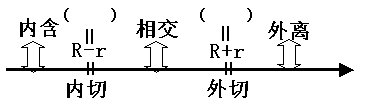 （ ） （ ）
内含 ‖ 相交 ‖ 外离
R−r R+r
内切 外切